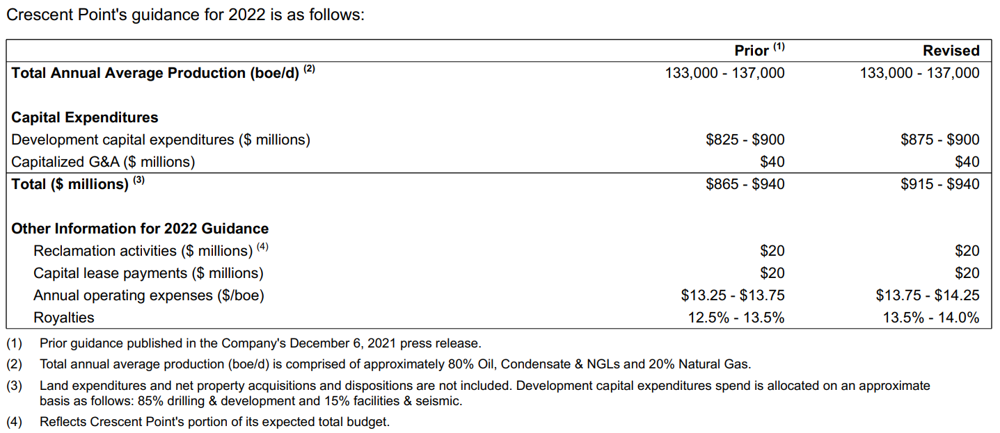 Crescent Point's guidance for 2022 is as follows:
Prior (1) Revised
Total Annual Average Production (boe/d) (2) 133,000 - 137,000 133,000 - 137,000
Capital Expenditures
Development capital expenditures ($ millions) $825 - $900 $875 - $900
Capitalized G&A ($ millions) $40 $40
Total ($ millions) (3) $865 - $940 $915 - $940
Other Information for 2022 Guidance
Reclamation activities ($ millions) (4) $20 $20
Capital lease payments ($ millions) $20 $20
Annual operating expenses ($/boe) $13.25 - $13.75 $13.75 - $14.25
Royalties 12.5% - 13.5% 13.5% - 14.0%
(1) Prior guidance published in the Company's December 6, 2021 press release.
(2) Total annual average production (boe/d) is comprised of approximately 80% Oil, Condensate & NGLs and 20% Natural Gas.
(3) Land expenditures and net property acquisitions and dispositions are not included. Development capital expenditures spend is allocated on an approximate
basis as follows: 85% drilling & development and 15% facilities & seismic.
(4) Reflects Crescent Point's portion of its expected total budget.